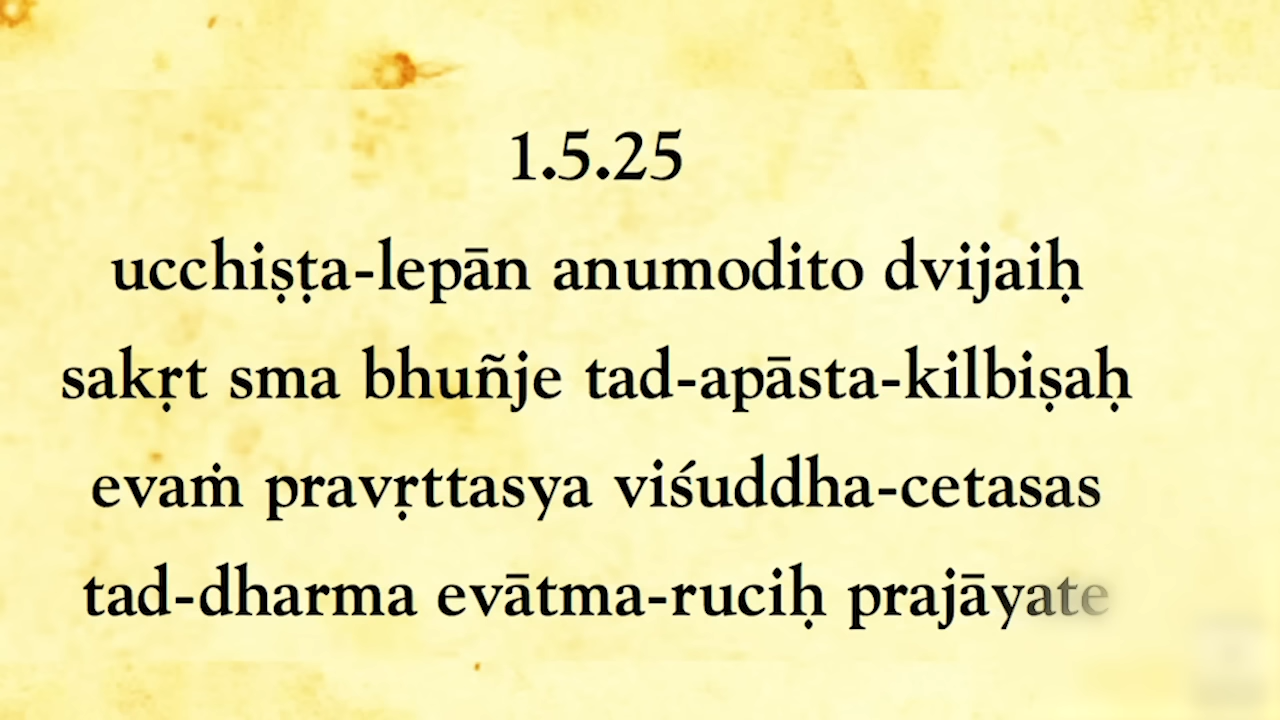 1.5.25
ucchiṣṭa-lepān anumodito dvijaiḥ
sakṛt sma bhuñje tad-apāsta-kilbiṣaḥ
evaṁ pravṛttasya viśuddha-cetasas
tad-dharma evātma-ruciḥ prajāyate